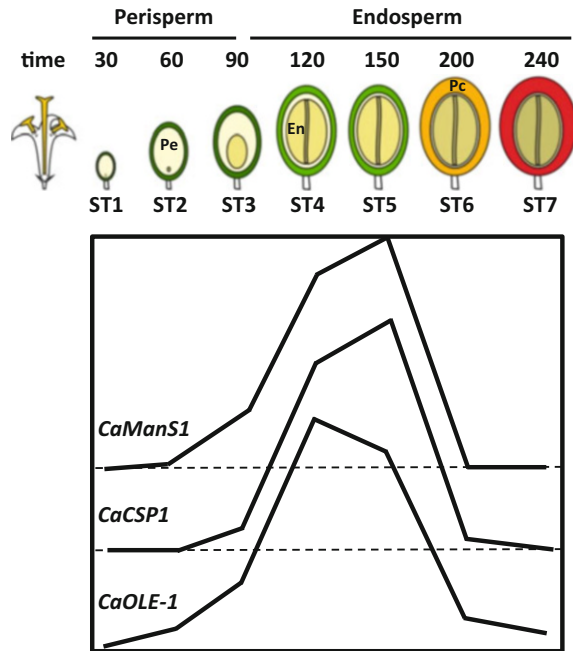 Perisperm Endosperm
time 30 60 90 120 150 200 240
Pc
En
Pe
ST1 ST2 ST3 ST4 ST5 ST6 ST7
CaManS1
CaCSP1
CaOLE-1